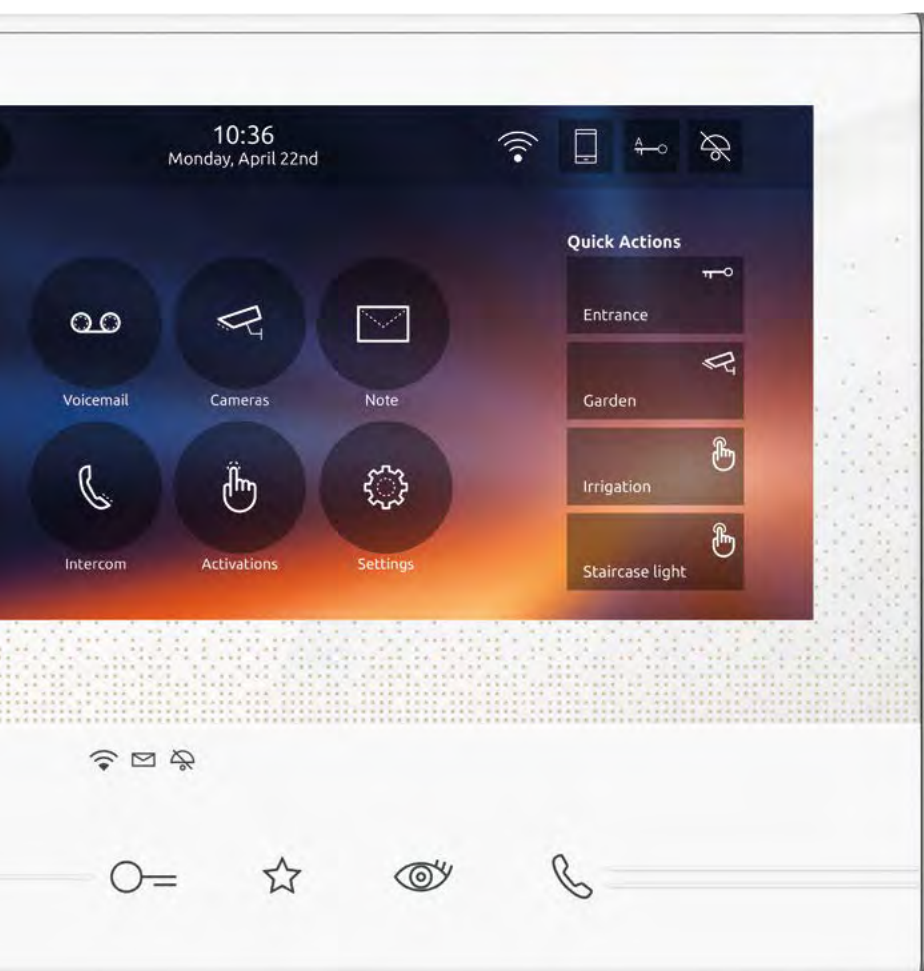 10:36
Monday, April 22nd
Quick Actions
Entrance
Garden
Irrigation
Staircase light
Voicemail
Cameras
Note
Intercom
Activations
Settings